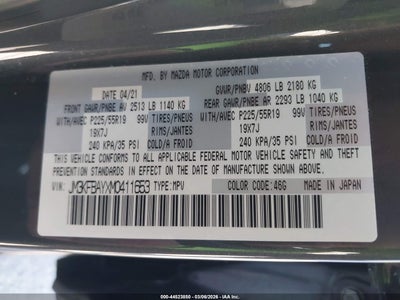 MFD. BY MAZDA MOTOR CORPORATION
DATE 04/21 GVWR/PNBV 4806 LB 2180 KG
FRONT GAWR/PNBE AV 2513 LB 1140 KG REAR GAWR/PNBE AR 2293 LB 1040 KG
WITH/AVEC P225/55R19 99V TIRES/PNEUS WITH/AVEC P225/55R19 99V TIRES/PNEUS
19X7J RIMS/JANTES 19X7J RIMS/JANTES
240 KPA/35 PSI COLD/A FROID 240 KPA/35 PSI COLD/A FROID
THIS VEHICLE CONFORMS TO ALL APPLICABLE FEDERAL MOTOR VEHICLE SAFETY, BUMPER, AND THEFT
PREVENTION STANDARDS IN EFFECT ON THE DATE OF MANUFACTURE SHOWN ABOVE.
VIN: JM3KFBAYXM0411653 TYPE:MPV COLOR CODE:46G MADE IN JAPAN
000-44523850 - 03/06/2026 - IAA, Inc.